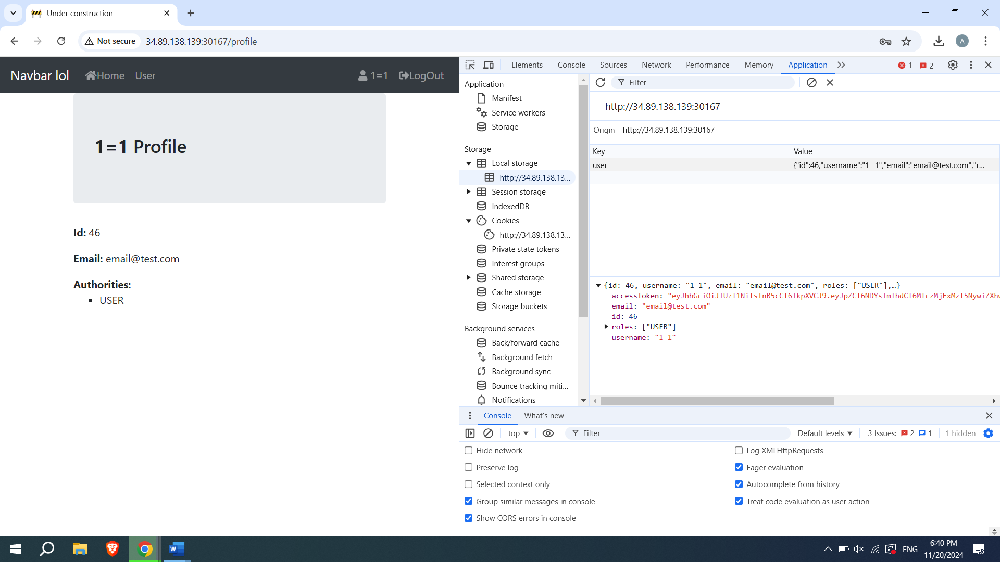 Under construction
Not secure
34.89.138.139:30167/profile
A
Navbar lol
Home
User
1=1
LogOut
1=1 Profile
Id: 46
Email: email@test.com
Authorities:
USER
Elements
Console
Sources
Network
Performance
Memory
Application
1
2
Application
Manifest
Service workers
Storage
Storage
Local storage
http://34.89.138.13...
Session storage
IndexedDB
Cookies
http://34.89.138.13...
Private state tokens
Interest groups
Shared storage
Cache storage
Storage buckets
Background services
Back/forward cache
Background fetch
Background sync
Bounce tracking miti...
Notifications
Filter
http://34.89.138.139:30167
Origin http://34.89.138.139:30167
Key Value
user {"id":46,"username":"1=1","email":"email@test.com","r...
{id: 46, username: "1=1", email: "email@test.com", roles: ["USER"],…}
accessToken: "eyJhbGciOiJIUzI1NiIsInR5cCI6IkpXVCJ9.eyJpZCI6NDYsImlhdCI6MTczMjExMzI5NywiZXhw
email: "email@test.com"
id: 46
roles: ["USER"]
username: "1=1"
Console
What's new
top
Filter
Default levels
3 Issues: 2 1
1 hidden
Hide network
Log XMLHttpRequests
Preserve log
Eager evaluation
Selected context only
Autocomplete from history
Group similar messages in console
Treat code evaluation as user action
Show CORS errors in console
W
ENG
6:40 PM
11/20/2024